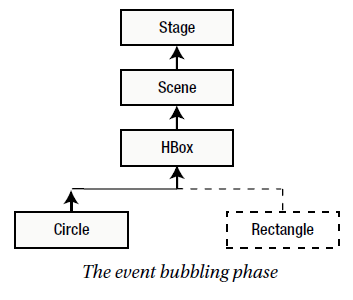 Stage
Scene
HBox
Circle
Rectangle
The event bubbling phase